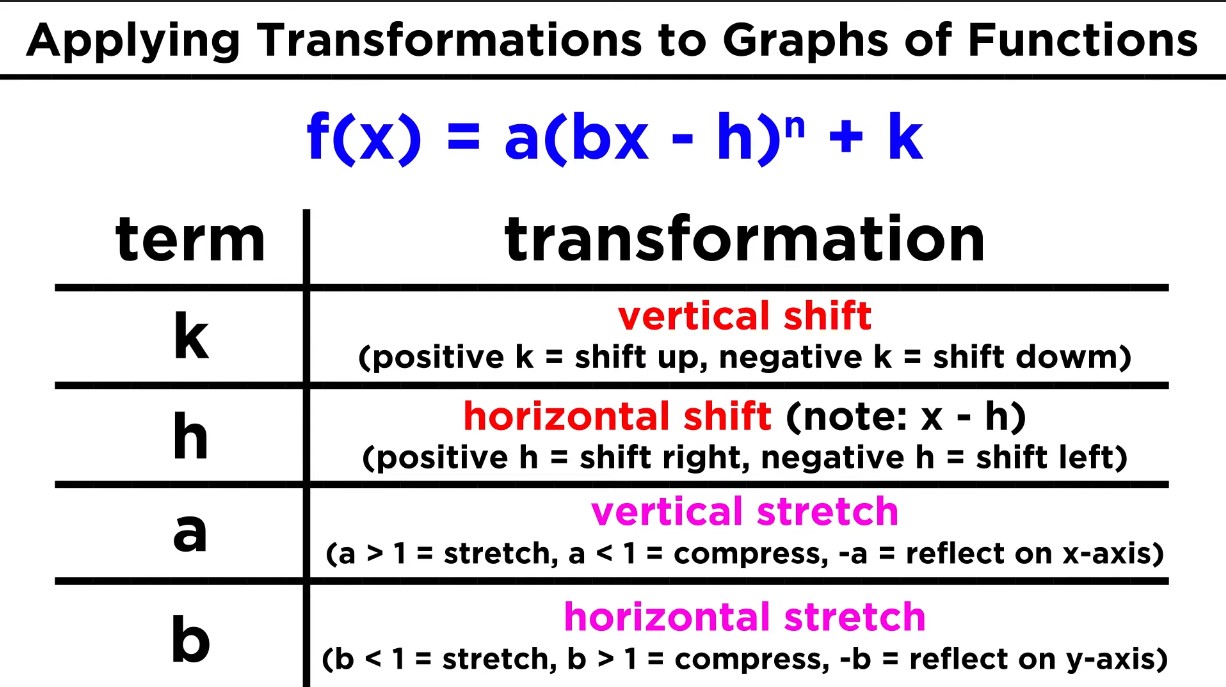 Applying Transformations to Graphs of Functions
f(x) = a(bx - h)ⁿ + k
term transformation
k
vertical shift
(positive k = shift up, negative k = shift dowm)
h
horizontal shift (note: x - h)
(positive h = shift right, negative h = shift left)
a
vertical stretch
(a > 1 = stretch, a < 1 = compress, -a = reflect on x-axis)
b
horizontal stretch
(b < 1 = stretch, b > 1 = compress, -b = reflect on y-axis)